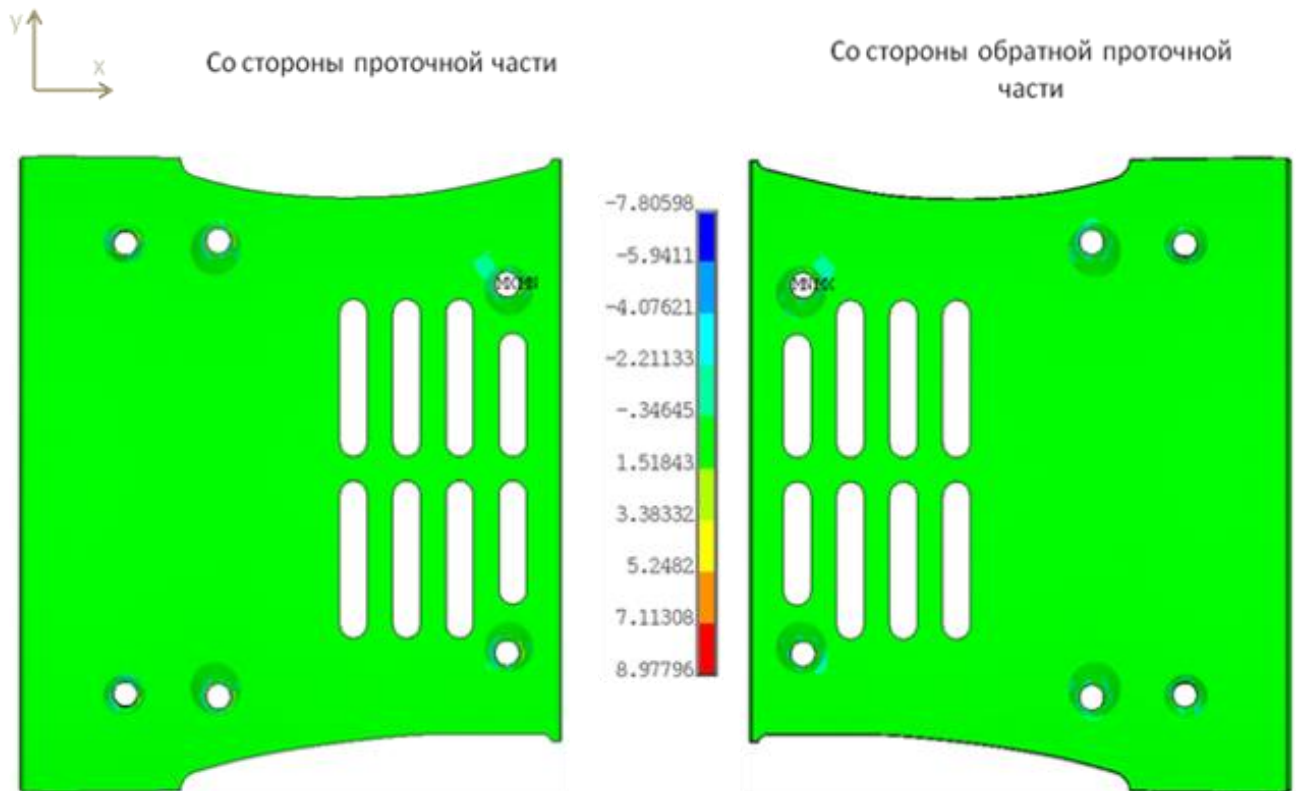 y
x
Со стороны проточной части
Со стороны обратной проточной
части
-7.80598
-5.9411
-4.07621
-2.21133
-.34645
1.51843
3.38332
5.2482
7.11308
8.97796